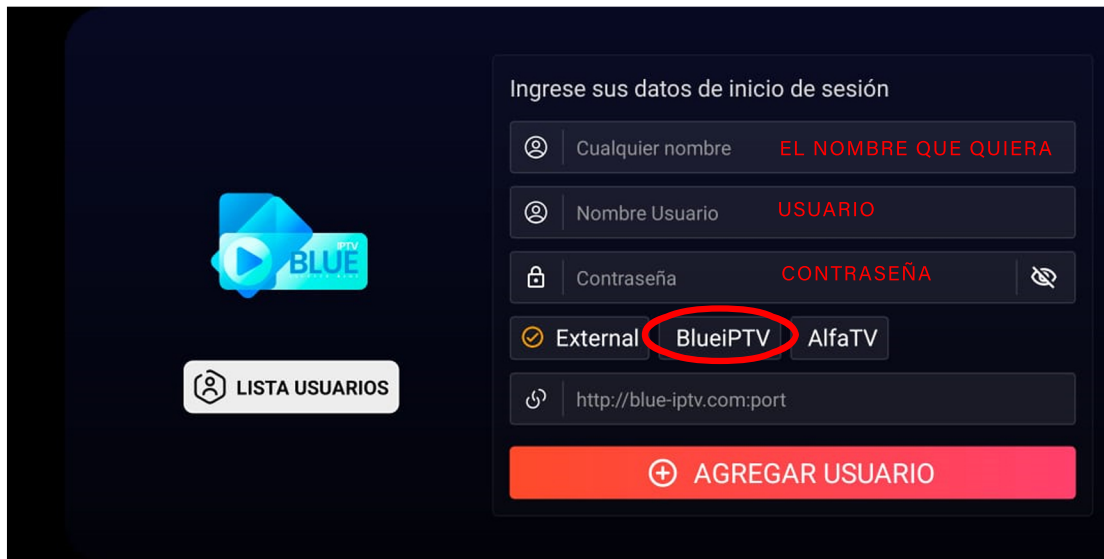 Ingrese sus datos de inicio de sesión
Cualquier nombre EL NOMBRE QUE QUIERA
Nombre Usuario USUARIO
Contraseña CONTRASEÑA
External BlueiPTV AlfaTV
http://blue-iptv.com:port
AGREGAR USUARIO
IPTV
BLUE
LISTA USUARIOS